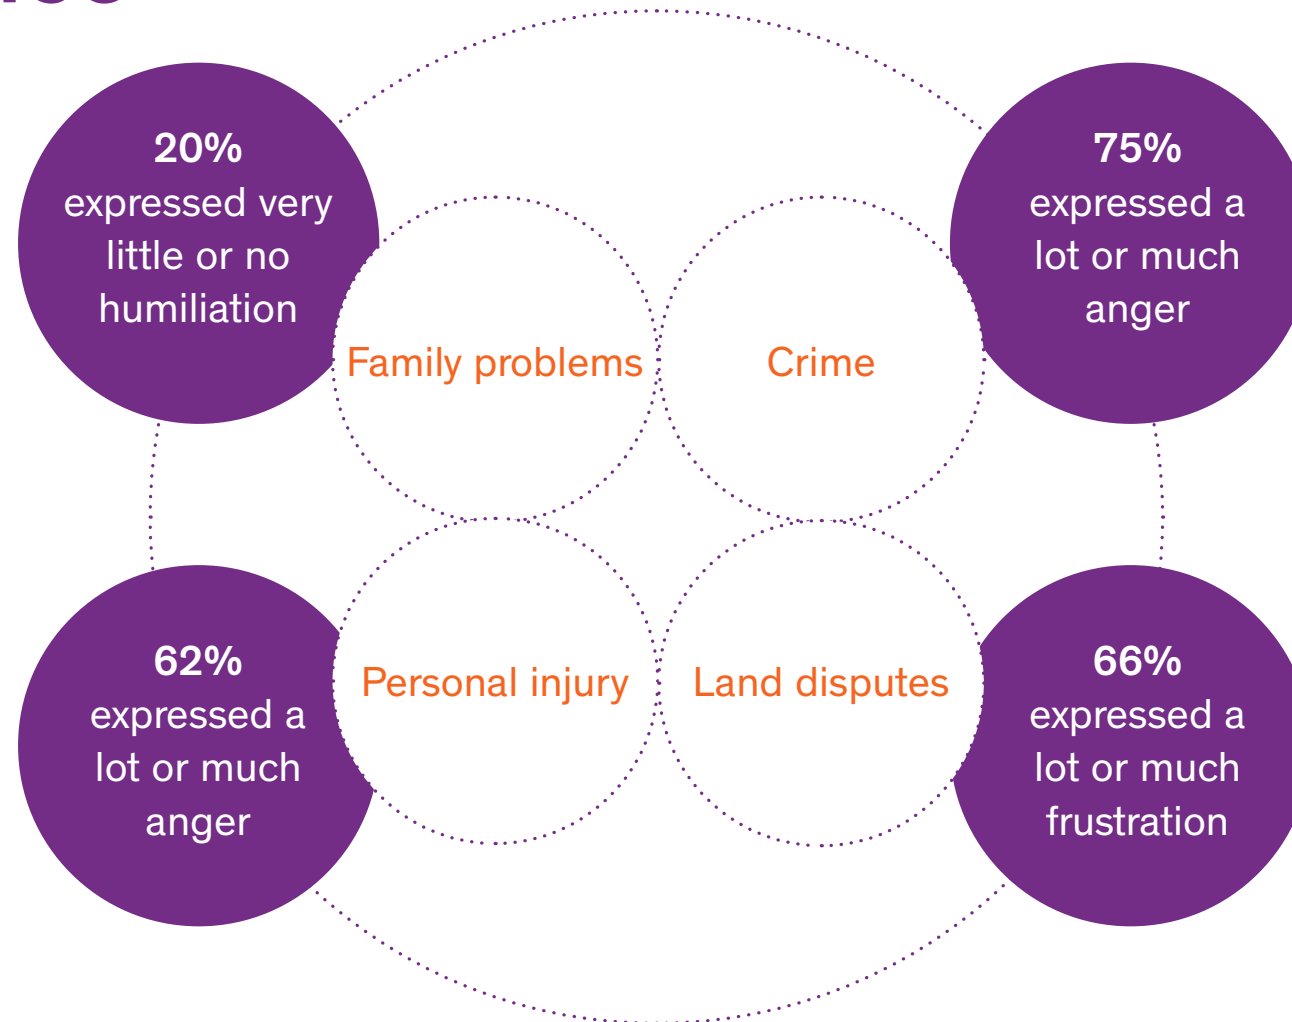 20%
expressed very
little or no
humiliation
75%
expressed a
lot or much
anger
Family problems
Crime
62%
expressed a
lot or much
anger
Personal injury
Land disputes
66%
expressed a
lot or much
frustration